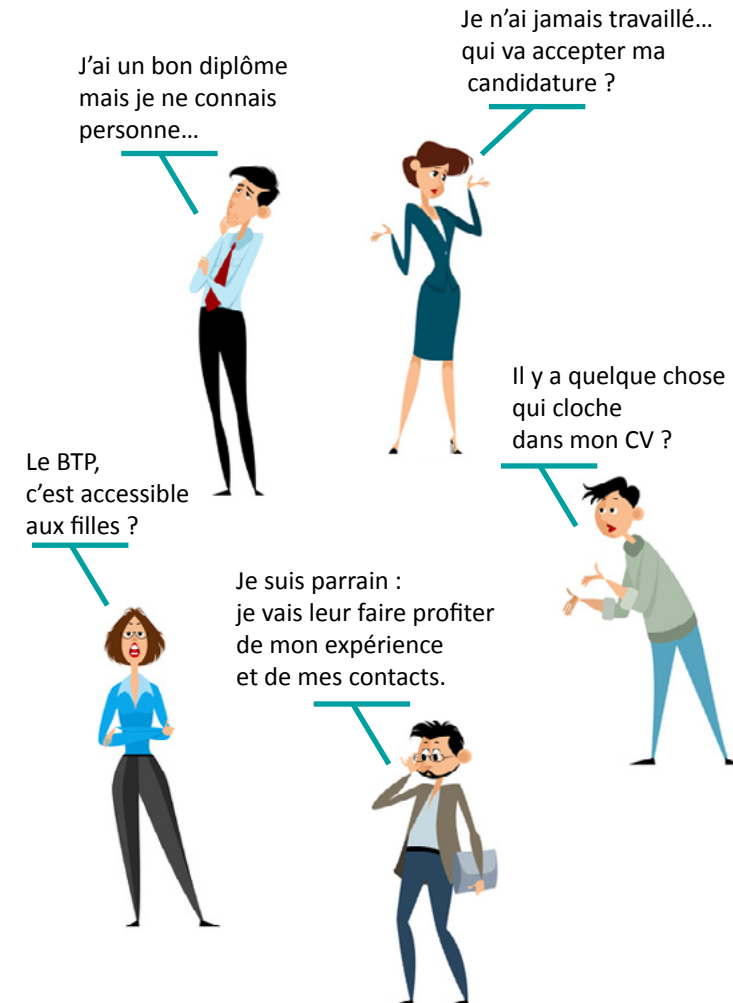 Je n’ai jamais travaillé…
qui va accepter ma
candidature ?
J’ai un bon diplôme
mais je ne connais
personne…
Il y a quelque chose
qui cloche
dans mon CV ?
Le BTP,
c’est accessible
aux filles ?
Je suis parrain :
je vais leur faire profiter
de mon expérience
et de mes contacts.